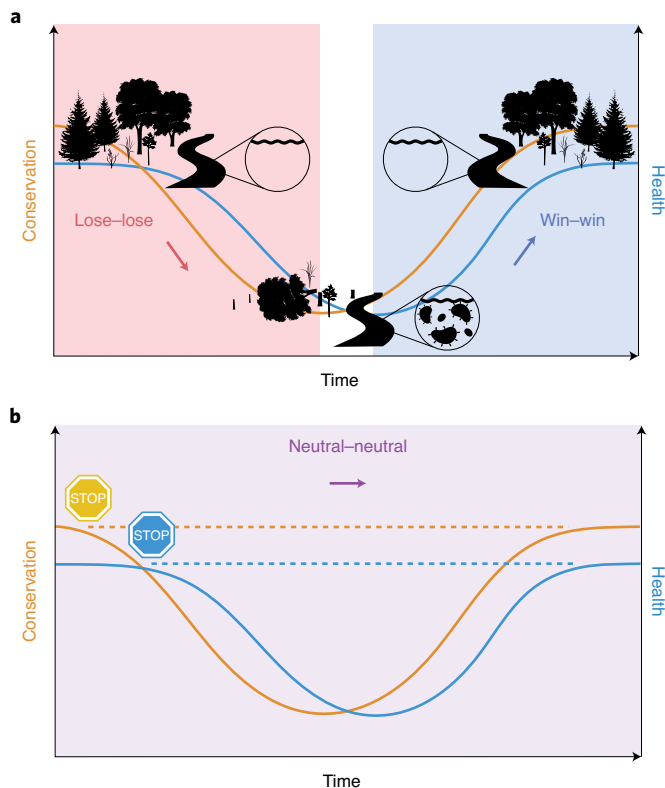 a
Conservation
Lose–lose
Win–win
Health
Time
b
Neutral–neutral
STOP
STOP
Conservation
Health
Time